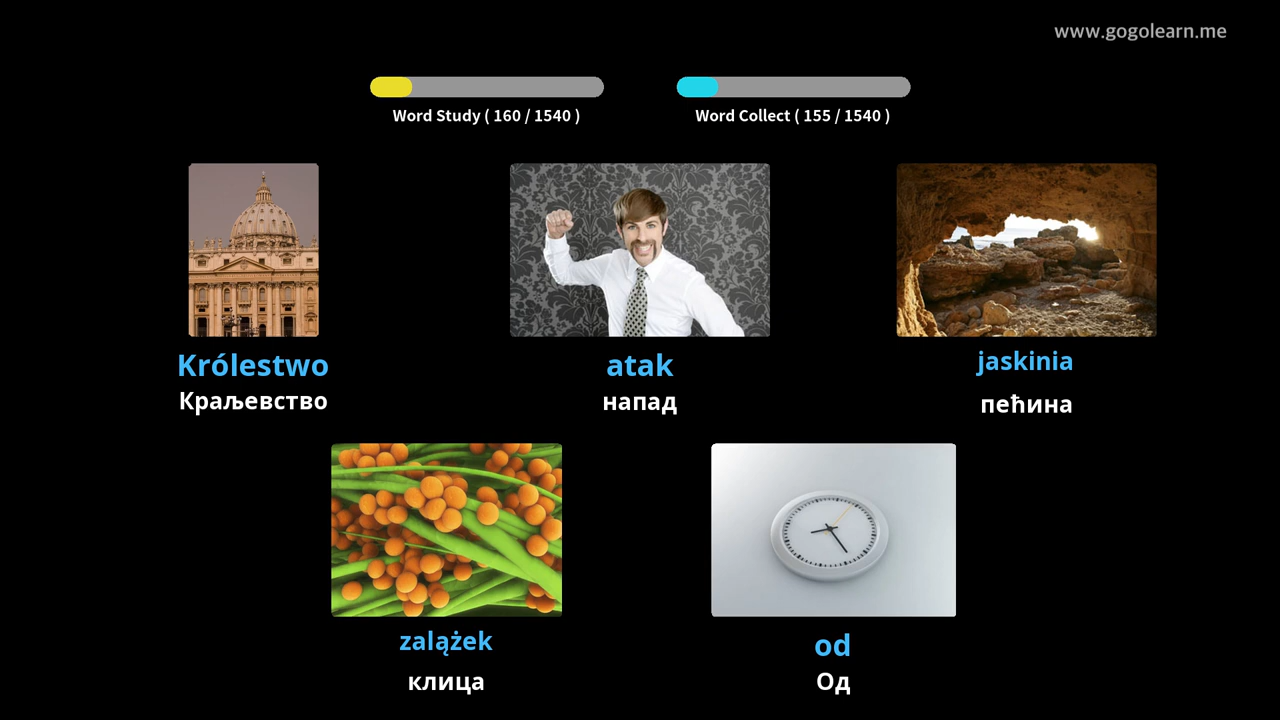 www.gogolearn.me
Word Study ( 160 / 1540 )
Word Collect ( 155 / 1540 )
Królestwo
Краљевство
atak
напад
jaskinia
пећина
zalążek
клица
od
Од